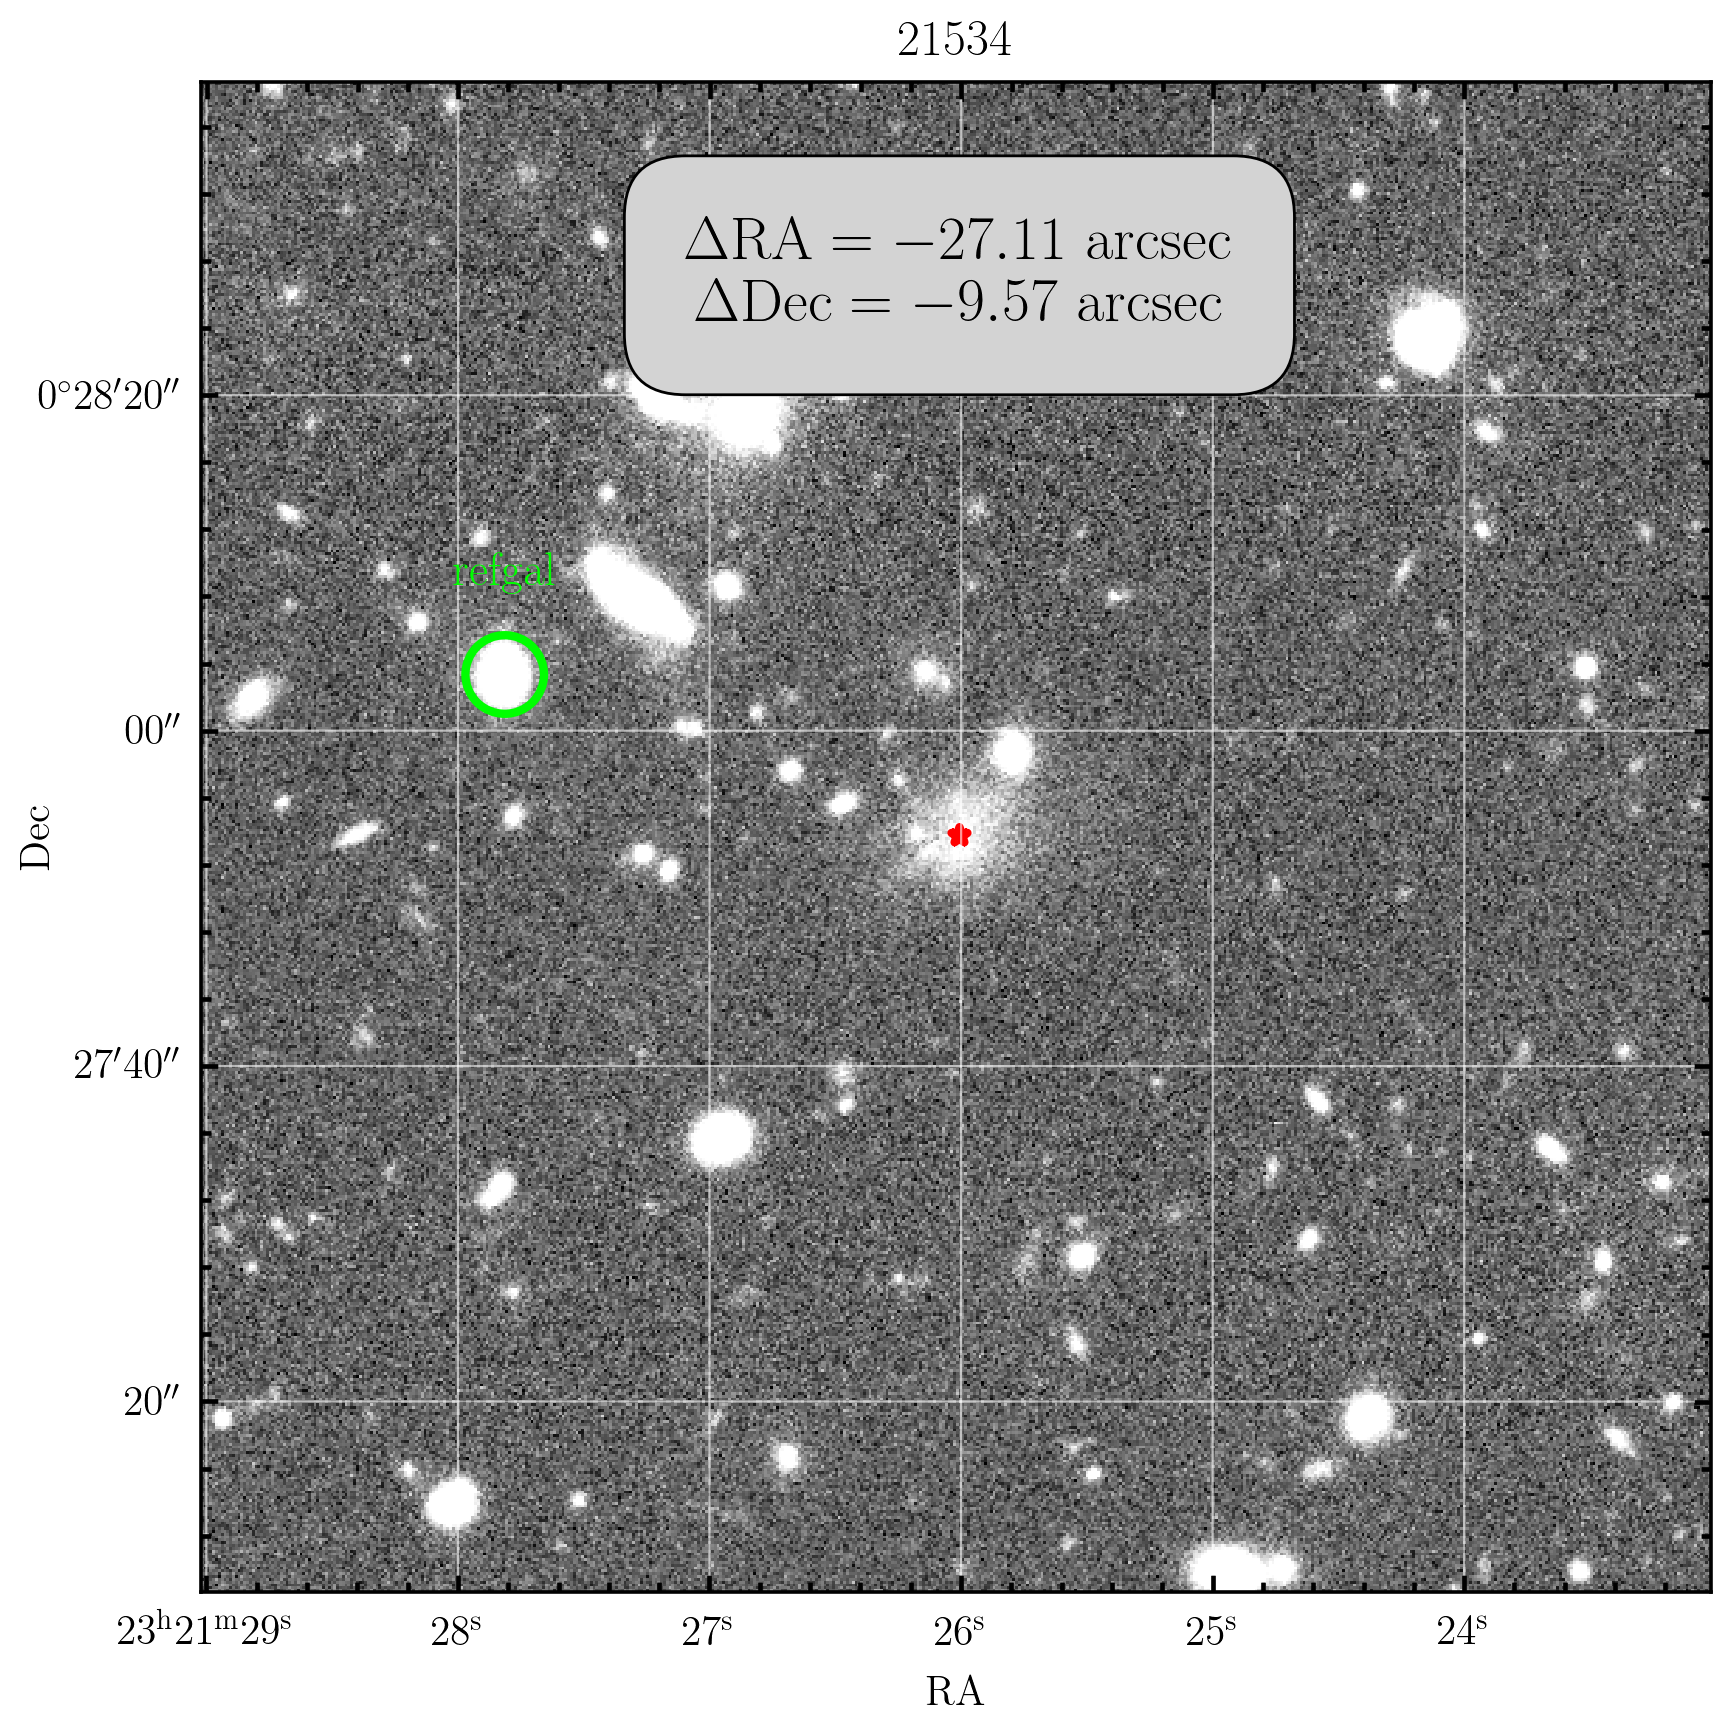 21534
ΔRA = −27.11 arcsec
ΔDec = −9.57 arcsec
0°28′20″
refgal
00″
Dec
27′40″
20″
23ʰ21ᵐ29ˢ 28ˢ 27ˢ 26ˢ 25ˢ 24ˢ
RA